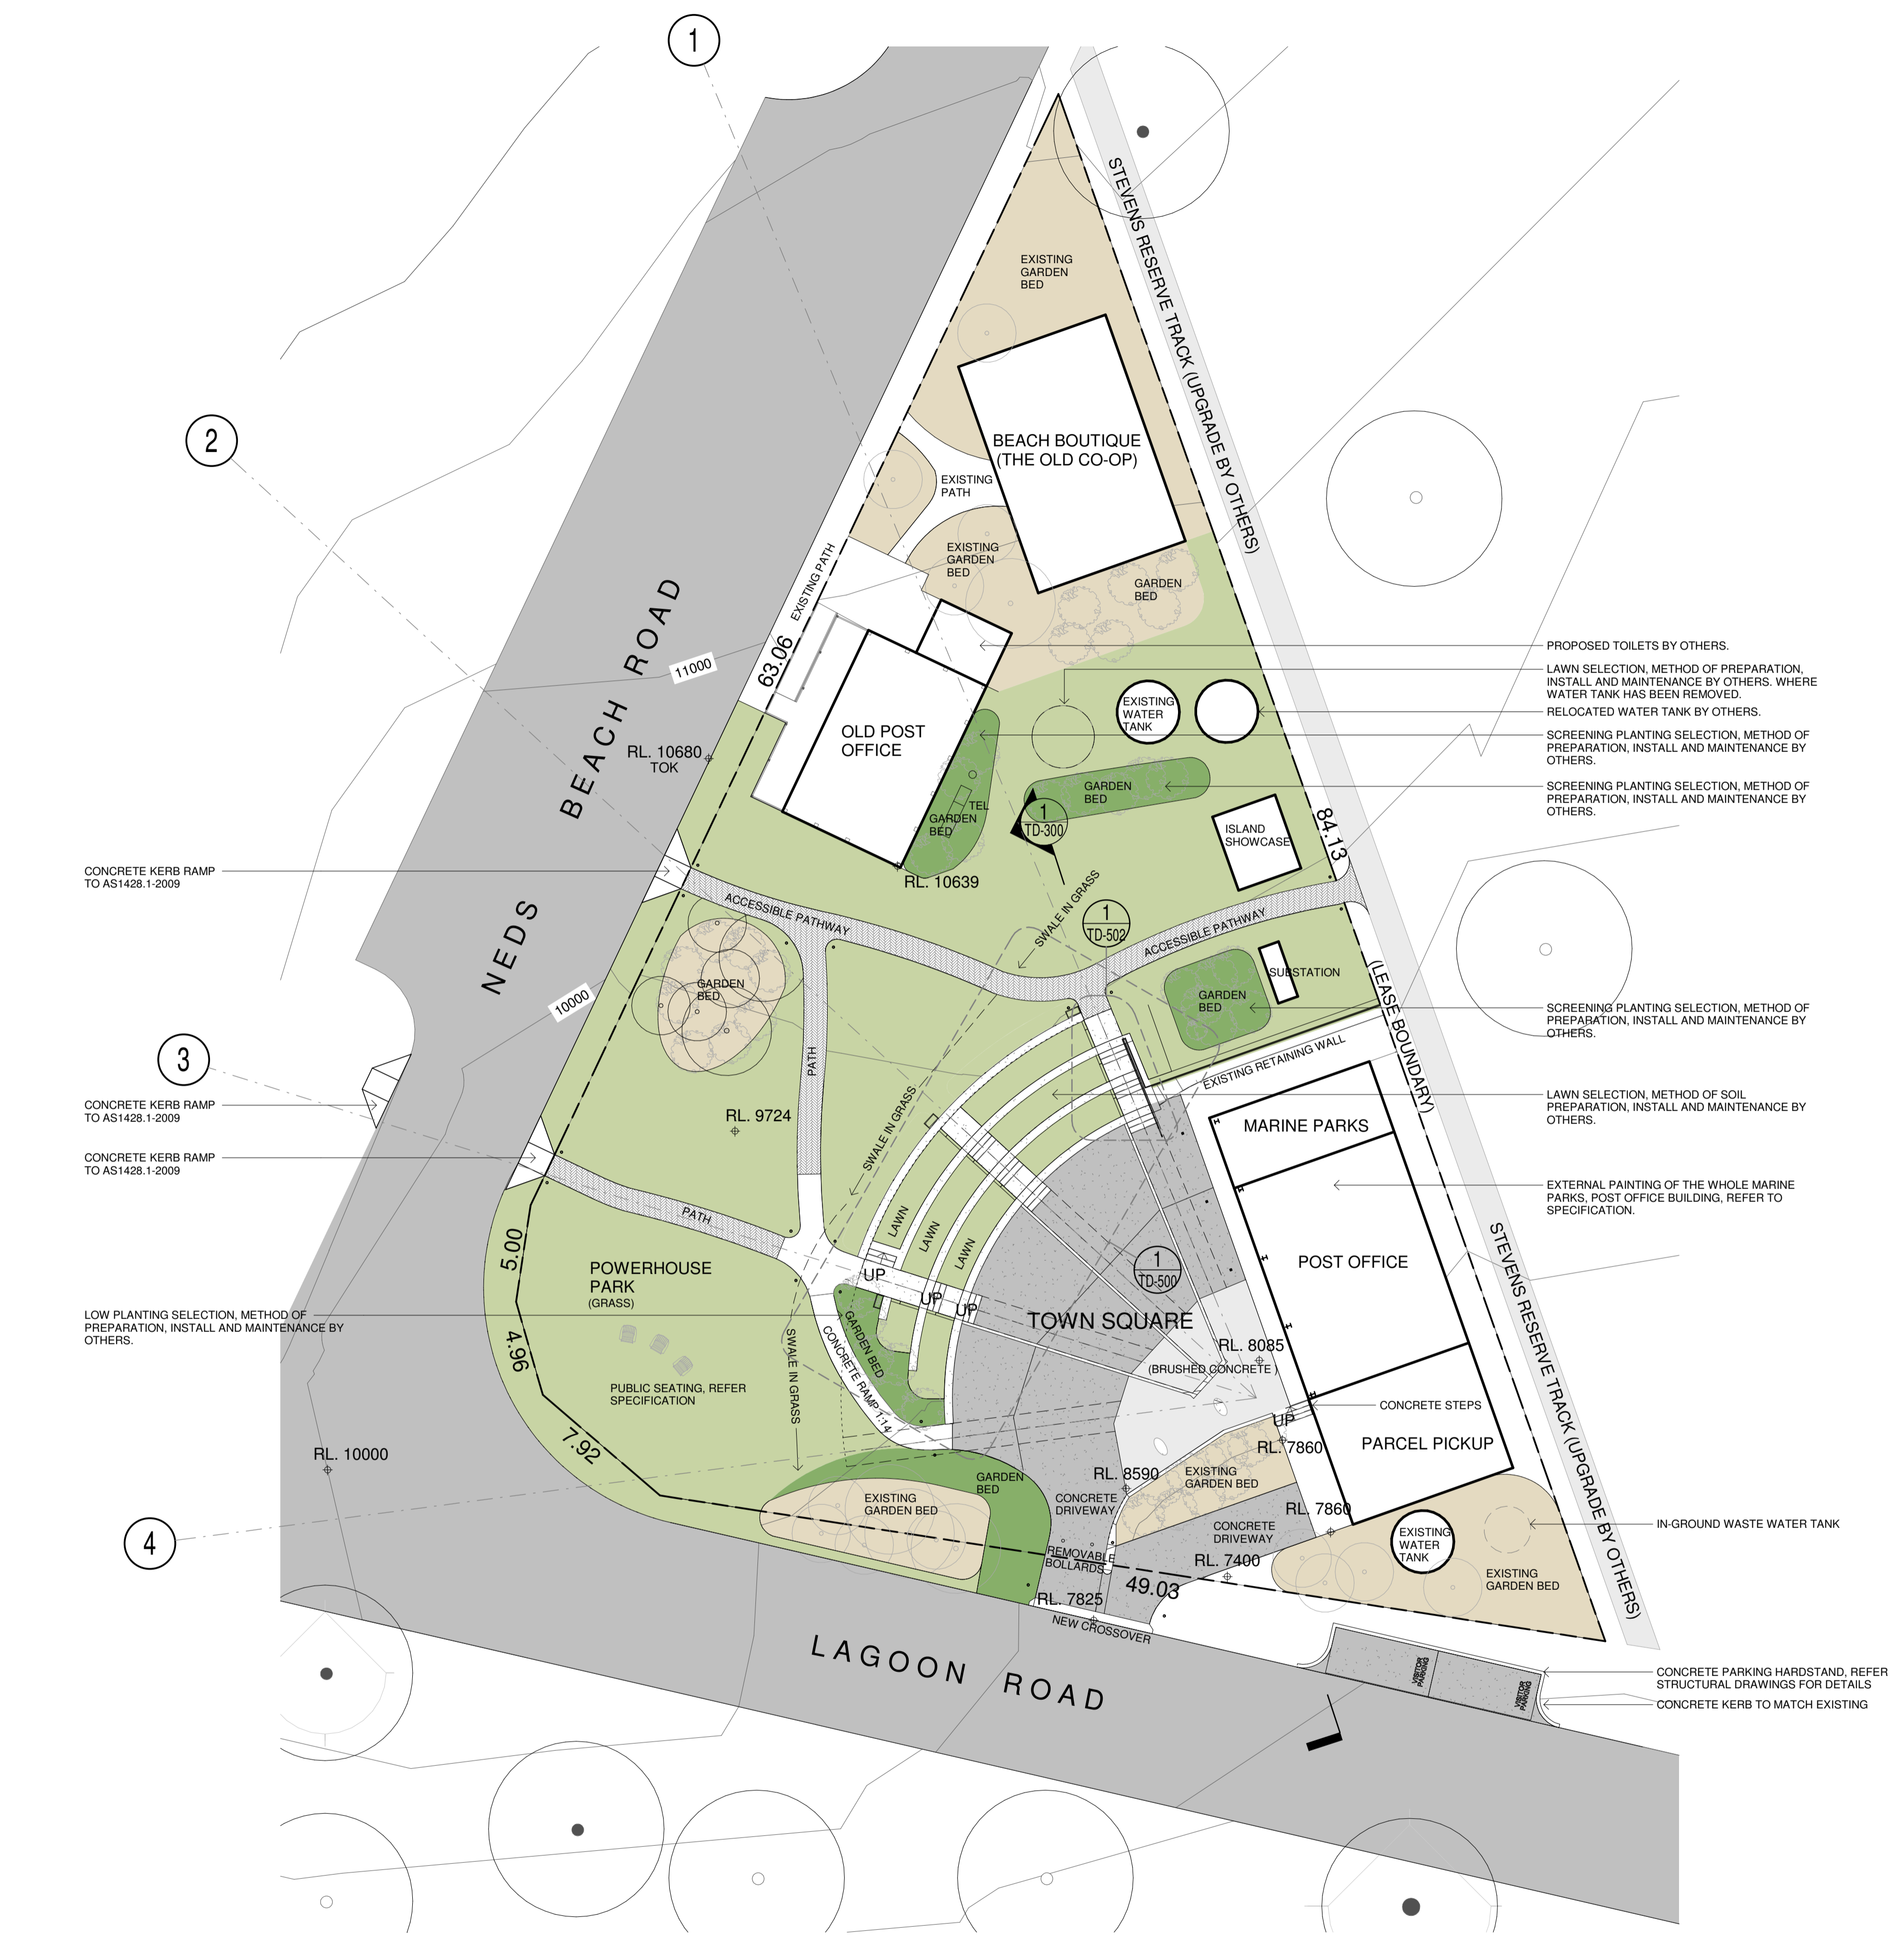 1
2
3
4
STEVENS RESERVE TRACK (UPGRADE BY OTHERS)
EXISTING
GARDEN
BED
BEACH BOUTIQUE
(THE OLD CO-OP)
EXISTING
PATH
EXISTING
GARDEN
BED
GARDEN
BED
EXISTING PATH
63.06
11000
NEDS BEACH ROAD
RL. 10680
TOK
OLD POST
OFFICE
EXISTING
WATER
TANK
GARDEN
BED
TEL
GARDEN
BED
1
TD-300
ISLAND
SHOWCASE
84.13
RL. 10639
PROPOSED TOILETS BY OTHERS.
LAWN SELECTION, METHOD OF PREPARATION,
INSTALL AND MAINTENANCE BY OTHERS. WHERE
WATER TANK HAS BEEN REMOVED.
RELOCATED WATER TANK BY OTHERS.
SCREENING PLANTING SELECTION, METHOD OF
PREPARATION, INSTALL AND MAINTENANCE BY
OTHERS.
SCREENING PLANTING SELECTION, METHOD OF
PREPARATION, INSTALL AND MAINTENANCE BY
OTHERS.
CONCRETE KERB RAMP
TO AS1428.1-2009
ACCESSIBLE PATHWAY
SWALE IN GRASS
1
TD-502
ACCESSIBLE PATHWAY
GARDEN
BED
10000
GARDEN
BED
SUBSTATION
(LEASE BOUNDARY)
SCREENING PLANTING SELECTION, METHOD OF
PREPARATION, INSTALL AND MAINTENANCE BY
OTHERS.
PATH
EXISTING RETAINING WALL
CONCRETE KERB RAMP
TO AS1428.1-2009
RL. 9724
SWALE IN GRASS
MARINE PARKS
LAWN SELECTION, METHOD OF SOIL
PREPARATION, INSTALL AND MAINTENANCE BY
OTHERS.
CONCRETE KERB RAMP
TO AS1428.1-2009
PATH
LAWN
LAWN
LAWN
EXTERNAL PAINTING OF THE WHOLE MARINE
PARKS, POST OFFICE BUILDING, REFER TO
SPECIFICATION.
5.00
POWERHOUSE
PARK
(GRASS)
UP
UP
UP
1
TD-500
POST OFFICE
TOWN SQUARE
LOW PLANTING SELECTION, METHOD OF
PREPARATION, INSTALL AND MAINTENANCE BY
OTHERS.
4.96
SWALE IN GRASS
GARDEN BED
CONCRETE RAMP 1:14
RL. 8085
(BRUSHED CONCRETE )
STEVENS RESERVE TRACK (UPGRADE BY OTHERS)
PUBLIC SEATING, REFER
SPECIFICATION
CONCRETE STEPS
UP
RL. 7860
PARCEL PICKUP
7.92
RL. 10000
GARDEN
BED
RL. 8590
EXISTING
GARDEN BED
EXISTING
GARDEN BED
CONCRETE
DRIVEWAY
RL. 7860
CONCRETE
DRIVEWAY
EXISTING
WATER
TANK
IN-GROUND WASTE WATER TANK
REMOVABLE
BOLLARDS
RL. 7400
EXISTING
GARDEN BED
49.03
RL. 7825
NEW CROSSOVER
LAGOON ROAD
VISITOR
PARKING
VISITOR
PARKING
CONCRETE PARKING HARDSTAND, REFER
STRUCTURAL DRAWINGS FOR DETAILS
CONCRETE KERB TO MATCH EXISTING